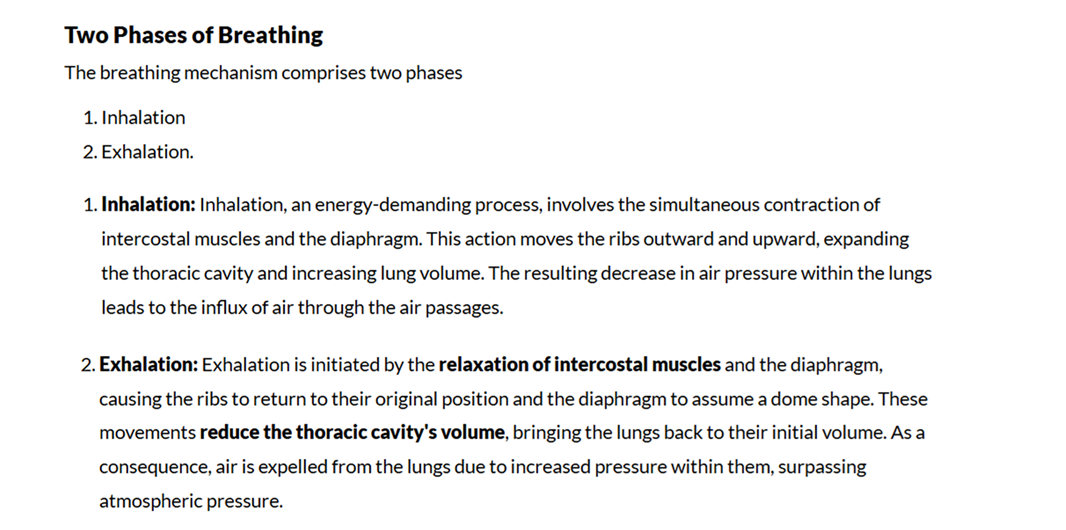 Two Phases of Breathing
The breathing mechanism comprises two phases
1. Inhalation
2. Exhalation.
1. Inhalation: Inhalation, an energy-demanding process, involves the simultaneous contraction of
intercostal muscles and the diaphragm. This action moves the ribs outward and upward, expanding
the thoracic cavity and increasing lung volume. The resulting decrease in air pressure within the lungs
leads to the influx of air through the air passages.
2. Exhalation: Exhalation is initiated by the relaxation of intercostal muscles and the diaphragm,
causing the ribs to return to their original position and the diaphragm to assume a dome shape. These
movements reduce the thoracic cavity's volume, bringing the lungs back to their initial volume. As a
consequence, air is expelled from the lungs due to increased pressure within them, surpassing
atmospheric pressure.